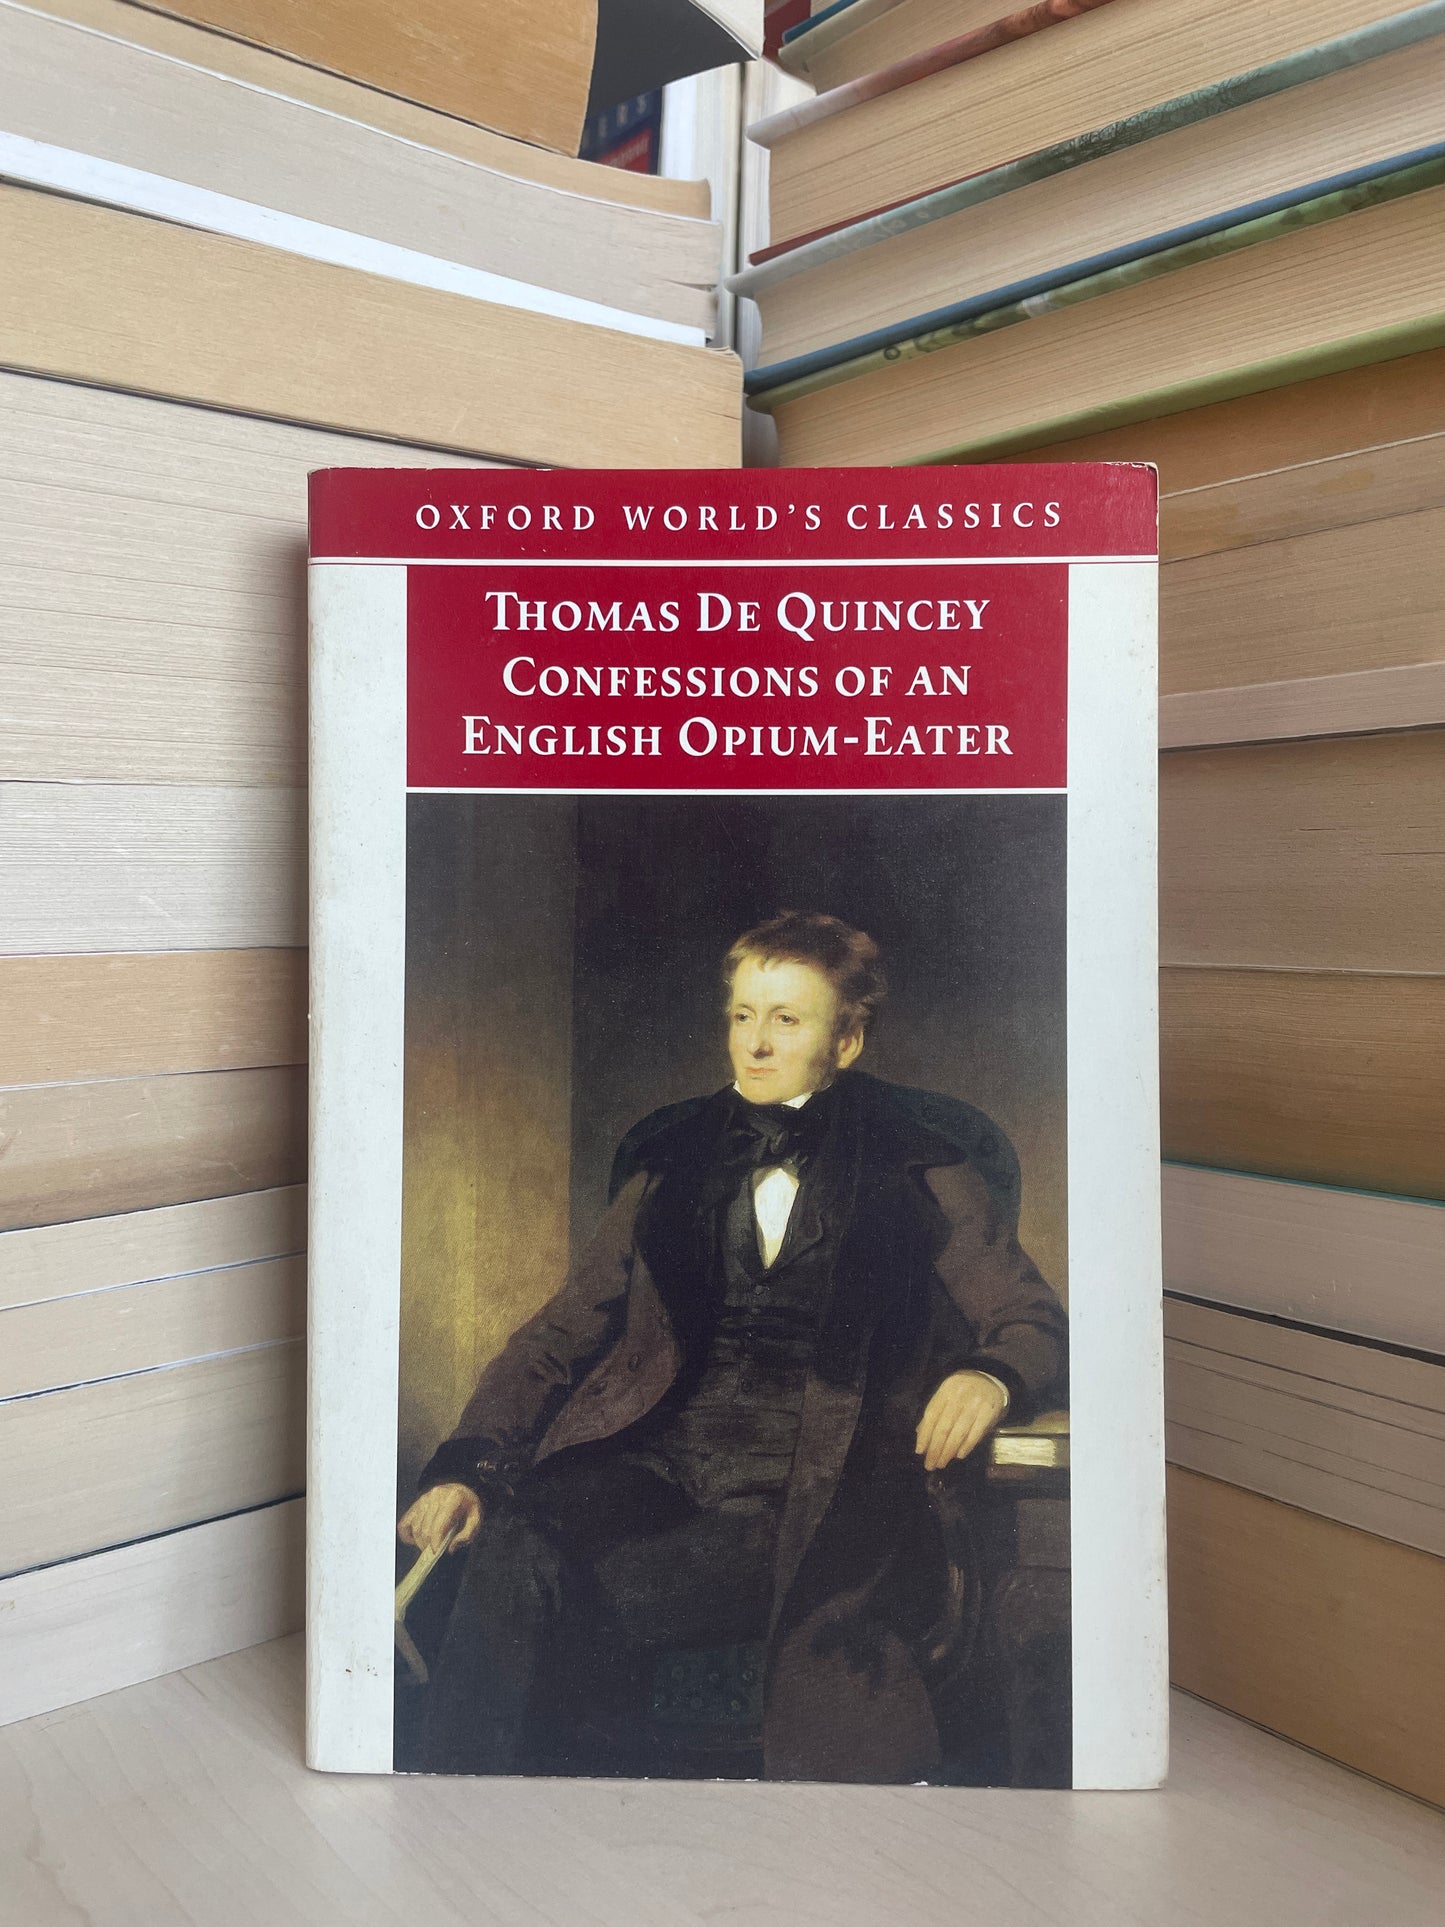 OXFORD WORLD'S CLASSICS
THOMAS DE QUINCEY
CONFESSIONS OF AN
ENGLISH OPIUM-EATER